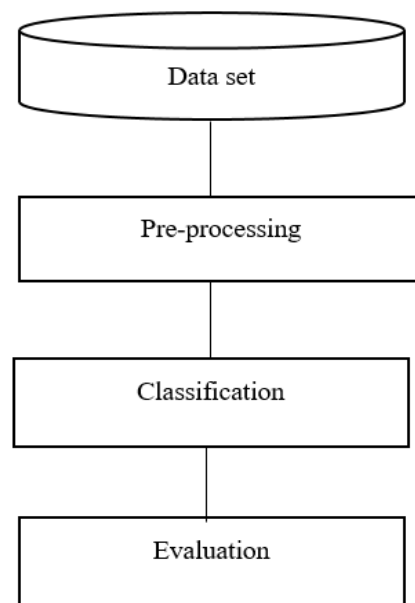 Data set
Pre-processing
Classification
Evaluation